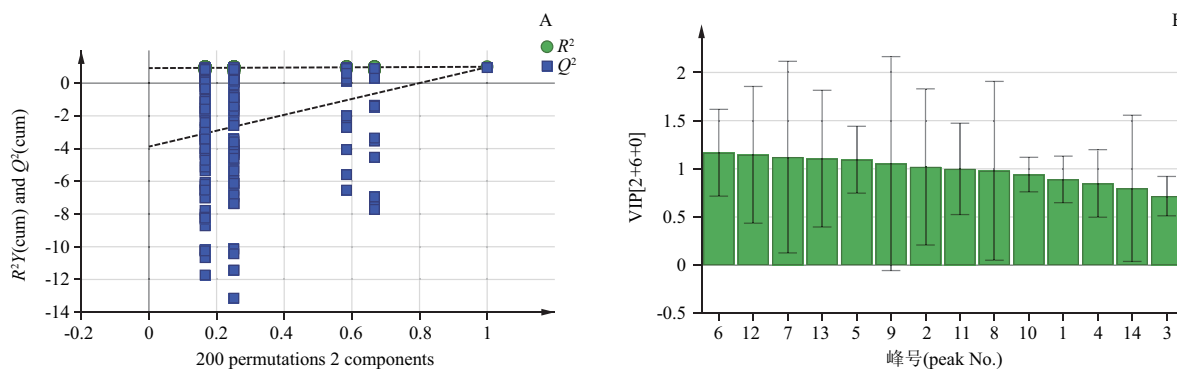 A
R²
Q²
R²Y(cum) and Q²(cum)
0
-2
-4
-6
-8
-10
-12
-14
-0.2 0 0.2 0.4 0.6 0.8 1
200 permutations 2 components
VIP[2+6+0]
2
1.5
1
0.5
0
-0.5
6 12 7 13 5 9 2 11 8 10 1 4 14 3
峰号(peak No.)